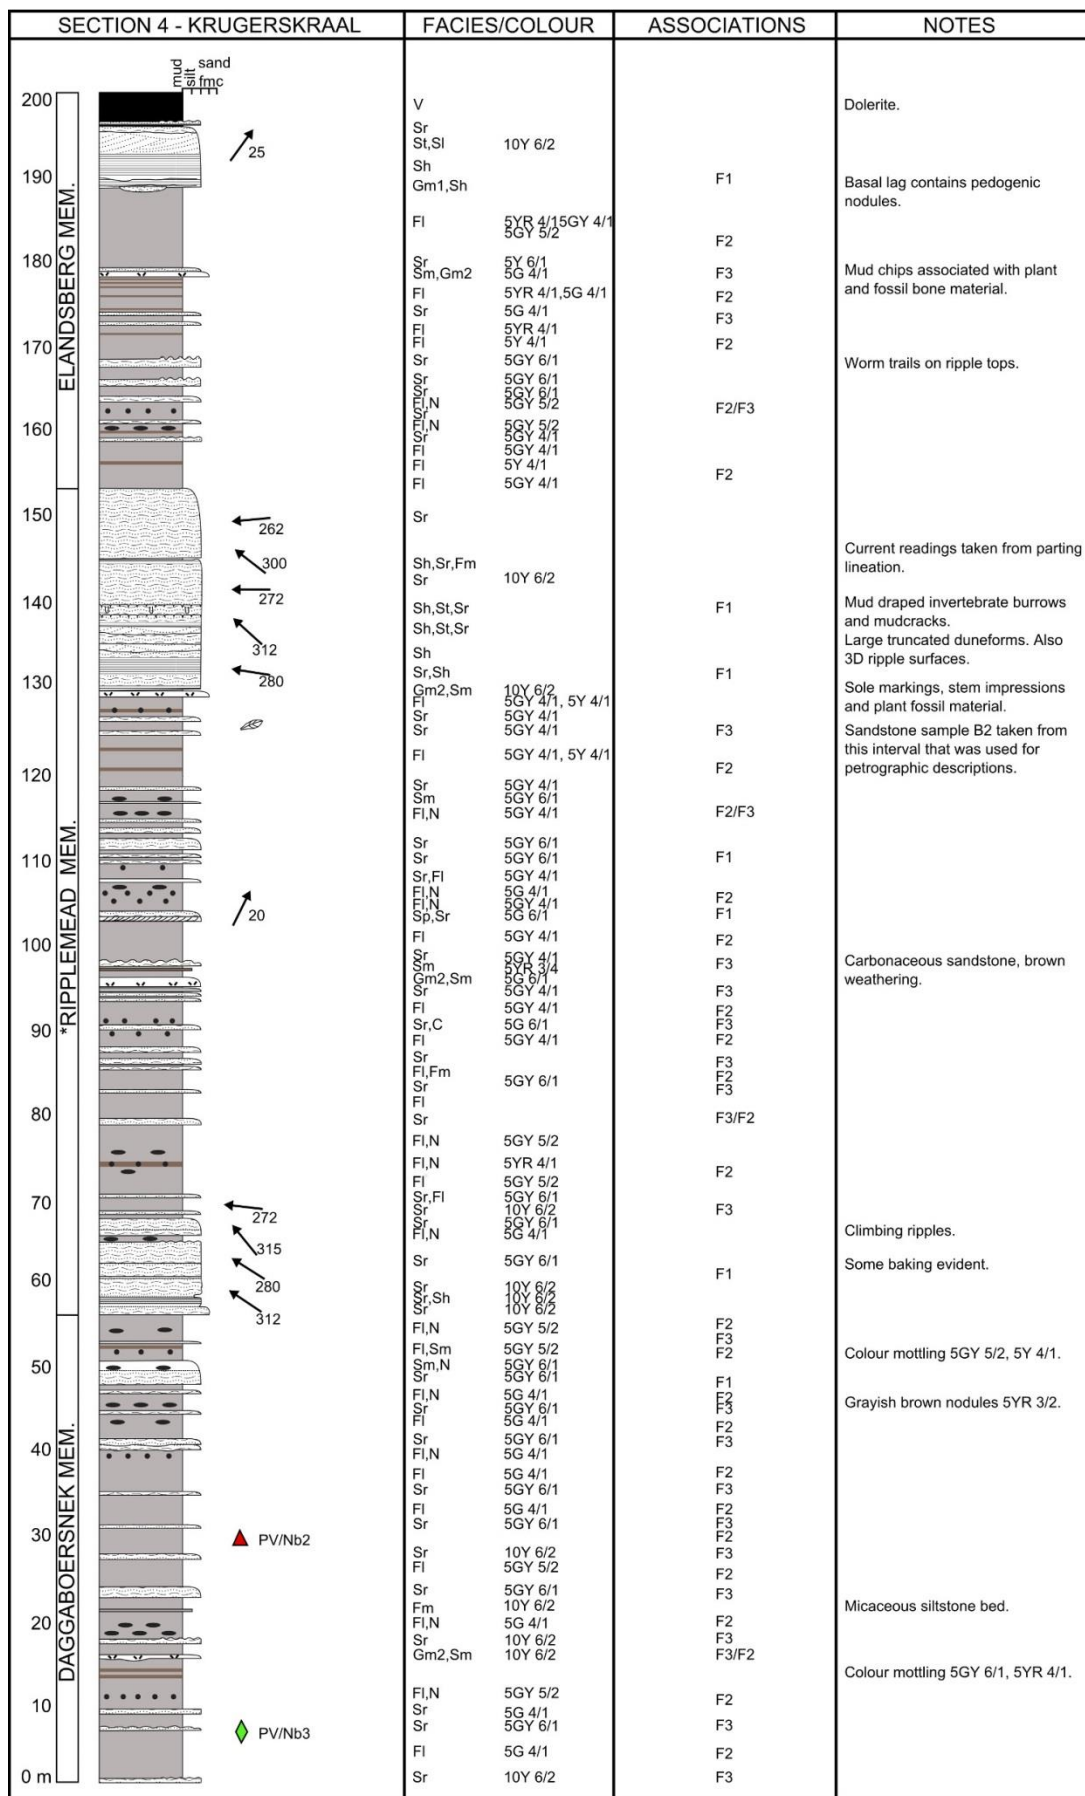 SECTION 4 - KRUGERSKRAAL FACIES/COLOUR ASSOCIATIONS NOTES
mud silt sand
fmc
200 V Dolerite.
Sr
St,Sl 10Y 6/2
25
Sh
190 Gm1,Sh F1 Basal lag contains pedogenic
nodules.
Fl 5YR 4/15GY 4/1
5GY 5/2
F2
180 Sr 5Y 6/1
Sm,Gm2 5G 4/1 F3 Mud chips associated with plant
and fossil bone material.
Fl 5YR 4/1,5G 4/1 F2
Sr 5G 4/1 F3
Fl 5YR 4/1
170 Fl 5Y 4/1 F2
Sr 5GY 6/1 Worm trails on ripple tops.
Sr 5GY 6/1
Sr 5GY 6/1
Fl,N 5GY 5/2 F2/F3
Sr
160 Fl,N 5GY 5/2
Sr 5GY 4/1
Fl 5GY 4/1
Fl 5Y 4/1
F2
Fl 5GY 4/1
ELANDSBERG MEM.
150 Sr
262
Current readings taken from parting
300 Sh,Sr,Fm lineation.
Sr 10Y 6/2
272
140 Sh,St,Sr F1 Mud draped invertebrate burrows
and mudcracks.
Sh,St,Sr
Large truncated duneforms. Also
312 Sh 3D ripple surfaces.
280 Sr,Sh F1
130 Gm2,Sm 10Y 6/2 Sole markings, stem impressions
Fl 5GY 4/1, 5Y 4/1 and plant fossil material.
Sr 5GY 4/1
Sr 5GY 4/1 F3 Sandstone sample B2 taken from
this interval that was used for
Fl 5GY 4/1, 5Y 4/1
120 F2 petrographic descriptions.
Sr 5GY 4/1
Sm 5GY 6/1
Fl,N 5GY 4/1 F2/F3
Sr 5GY 6/1
110 Sr 5GY 6/1 F1
Sr,Fl 5GY 4/1
Fl,N 5G 4/1 F2
Fl,N 5GY 4/1
20 Sp,Sr 5G 6/1 F1
100 Fl 5GY 4/1 F2
Sr 5GY 4/1
Sm 5YR 3/4 F3 Carbonaceous sandstone, brown
Gm2,Sm 5G 6/1 weathering.
Sr 5GY 4/1 F3
Fl 5GY 4/1 F2
90 Sr,C 5G 6/1 F3
Fl 5GY 4/1 F2
Sr F3
Fl,Fm F2
Sr 5GY 6/1 F3
Fl
80 Sr F3/F2
Fl,N 5GY 5/2
Fl,N 5YR 4/1 F2
Fl 5GY 5/2
70 Sr,Fl 5GY 6/1
Sr 10Y 6/2 F3
272 Sr 5GY 6/1
Fl,N 5G 4/1 Climbing ripples.
315
Sr 5GY 6/1 Some baking evident.
60 280 F1
Sr 10Y 6/2
Sr,Sh 10Y 6/2
Sr 10Y 6/2
312
*RIPPLEMEAD MEM.
Fl,N 5GY 5/2 F2
F3
50 Fl,Sm 5GY 5/2 F2 Colour mottling 5GY 5/2, 5Y 4/1.
Sm,N 5GY 6/1
Sr 5GY 6/1 F1
Fl,N 5G 4/1 F2
Sr 5GY 6/1 F3 Grayish brown nodules 5YR 3/2.
Fl 5G 4/1 F2
40 Sr 5GY 6/1 F3
Fl,N 5G 4/1
Fl 5G 4/1 F2
Sr 5GY 6/1 F3
Fl 5G 4/1 F2
30 Sr 5GY 6/1 F3
PV/Nb2 F2
Sr 10Y 6/2 F3
Fl 5GY 5/2 F2
Sr 5GY 6/1 F3
Fm 10Y 6/2 Micaceous siltstone bed.
20 Fl,N 5G 4/1 F2
Sr 10Y 6/2 F3
Gm2,Sm 10Y 6/2 F3/F2
Colour mottling 5GY 6/1, 5YR 4/1.
10 Fl,N 5GY 5/2 F2
Sr 5G 4/1
Sr 5GY 6/1 F3
PV/Nb3
Fl 5G 4/1 F2
0 m Sr 10Y 6/2 F3
DAGGABOERSNEK MEM.